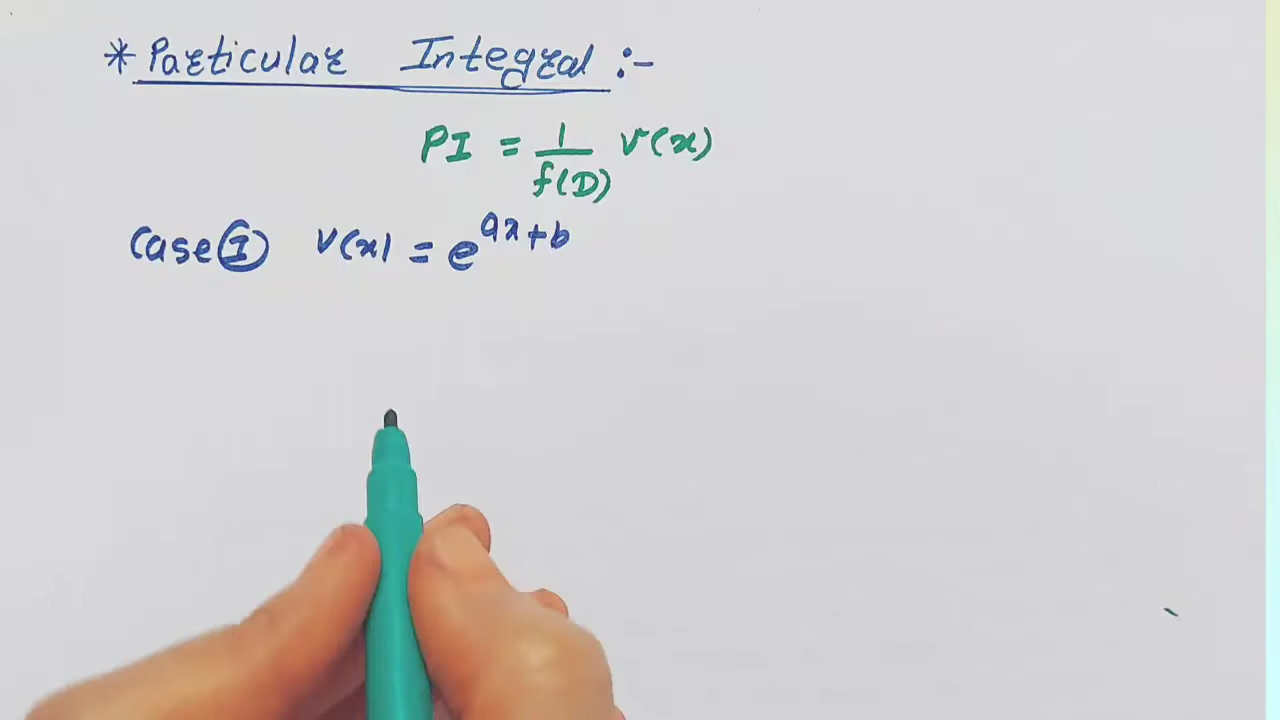 * Particular Integral :-
PI = 1/f(D) v(x)
Case I v(x) = e^ax+b